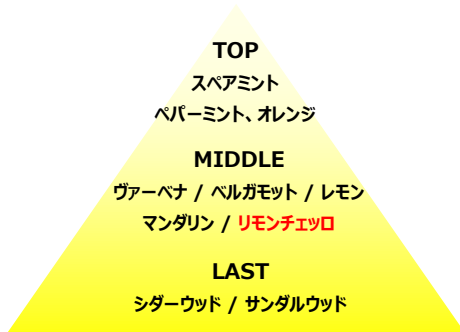 TOP
スペアミント
ペパーミント、オレンジ
MIDDLE
ヴァーベナ / ベルガモット / レモン
マンダリン / リモンチェッロ
LAST
シダーウッド / サンダルウッド